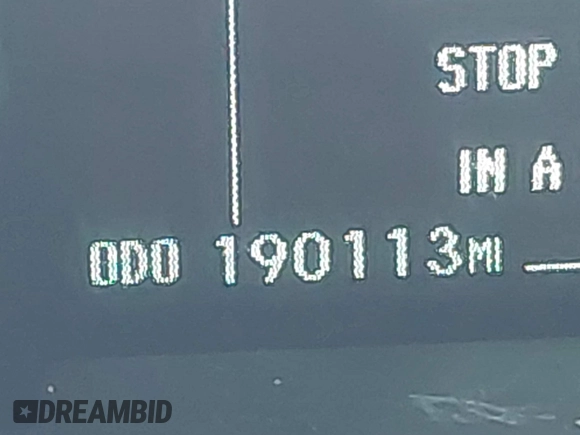 STOP
IN A
ODO 190113MI
DREAMBID